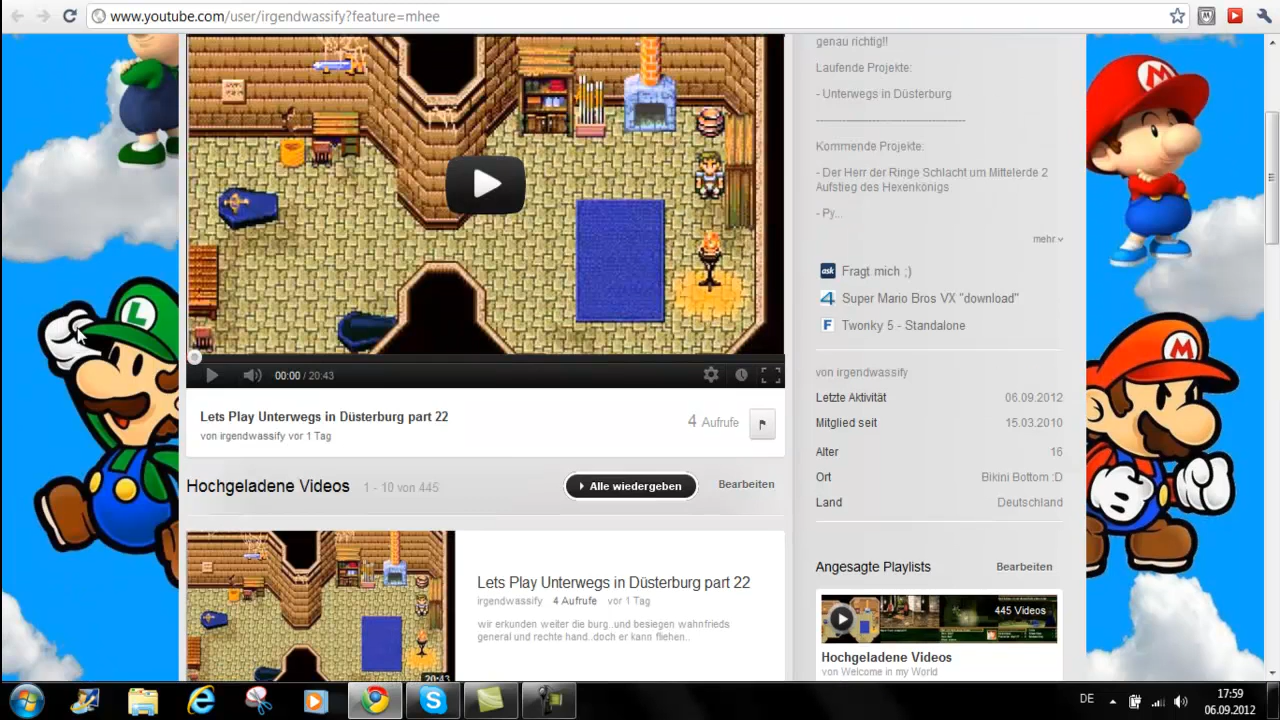 www.youtube.com/user/irgendwassify?feature=mhee
genau richtig!!
Laufende Projekte:
- Unterwegs in Düsterburg
----------------------------------------
Kommende Projekte:
- Der Herr der Ringe Schlacht um Mittelerde 2
Aufstieg des Hexenkönigs
- Py...
mehr
ask Fragt mich ;)
4 Super Mario Bros VX "download"
F Twonky 5 - Standalone
00:00 / 20:43
Lets Play Unterwegs in Düsterburg part 22
4 Aufrufe
von irgendwassify vor 1 Tag
von irgendwassify
Letzte Aktivität 06.09.2012
Mitglied seit 15.03.2010
Alter 16
Ort Bikini Bottom :D
Land Deutschland
Hochgeladene Videos 1 - 10 von 445
Alle wiedergeben
Bearbeiten
Lets Play Unterwegs in Düsterburg part 22
irgendwassify 4 Aufrufe vor 1 Tag
wir erkunden weiter die burg..und besiegen wahnfrieds
general und rechte hand..doch er kann fliehen..
20:43
Angesagte Playlists Bearbeiten
445 Videos
Hochgeladene Videos
von Welcome in my World
L
M
M
DE
17:59
06.09.2012